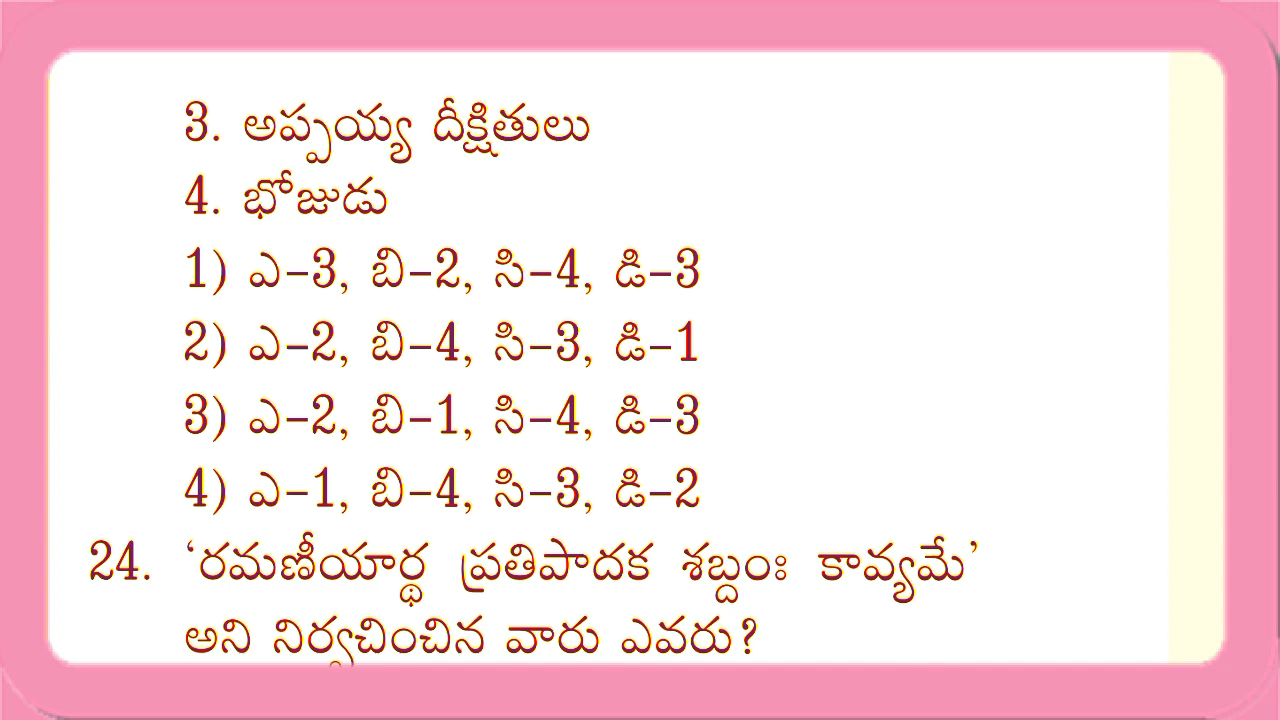 3. అప్పయ్య దీక్షితులు
4. భోజుడు
1) ఎ-3, బి-2, సి-4, డి-3
2) ఎ-2, బి-4, సి-3, డి-1
3) ఎ-2, బి-1, సి-4, డి-3
4) ఎ-1, బి-4, సి-3, డి-2
24. ‘రమణీయార్థ ప్రతిపాదక శబ్దంః కావ్యమే’
అని నిర్వచించిన వారు ఎవరు?